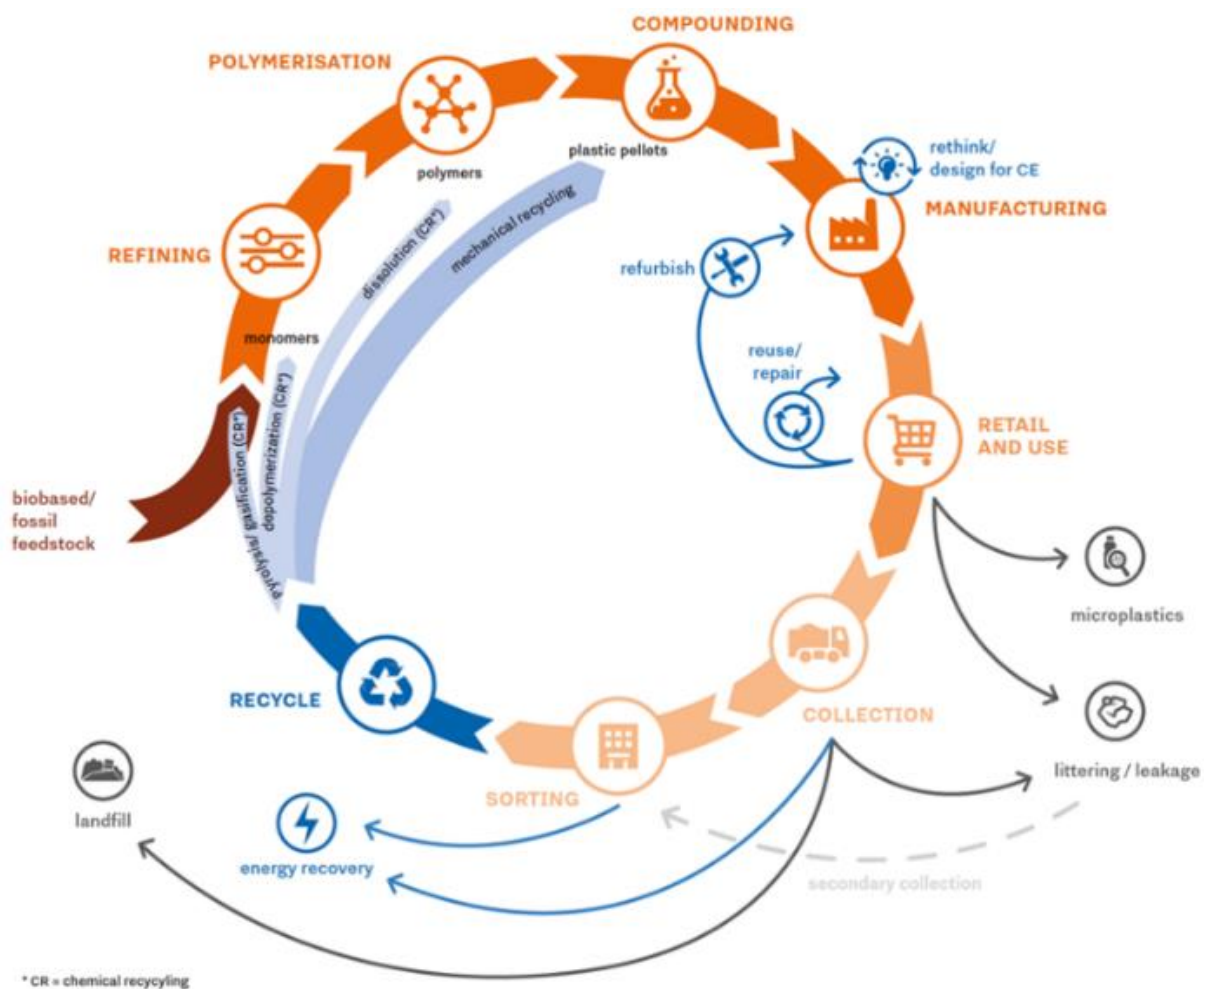 COMPOUNDING
POLYMERISATION
plastic pellets
polymers
rethink/
design for CE
MANUFACTURING
REFINING
dissolution (CR*)
mechanical recycling
refurbish
monomers
reuse/
repair
RETAIL
AND USE
pyrolysis/ gasification (CR*)
depolymerization (CR*)
biobased/
fossil
feedstock
microplastics
RECYCLE
COLLECTION
littering / leakage
SORTING
landfill
energy recovery
secondary collection
* CR = chemical recycyling